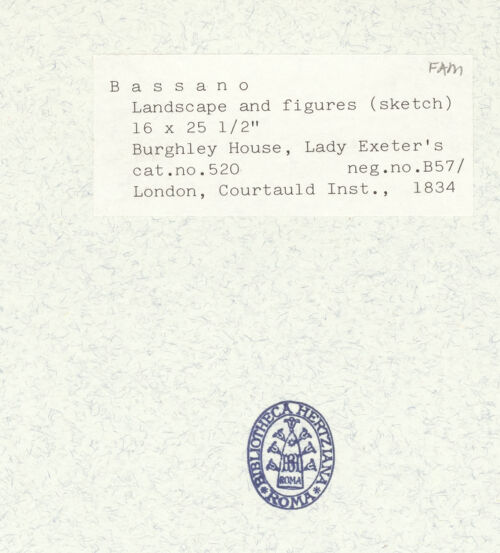 FAM
B a s s a n o
Landscape and figures (sketch)
16 x 25 1/2"
Burghley House, Lady Exeter's
cat.no.520 neg.no.B57/
London, Courtauld Inst., 1834
BIBLIOTHECA HERTZIANA
ROMA
ROMA